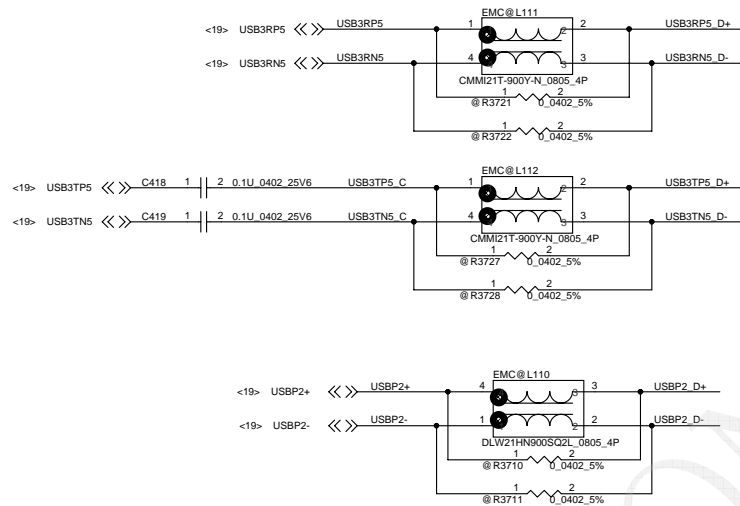 EMC@L111
<19> USB3RP5 USB3RP5 1 2 2 USB3RP5_D+
<19> USB3RN5 USB3RN5 4 3 3 USB3RN5_D-
CMMI21T-900Y-N_0805_4P
1 2
@R3721 0_0402_5%
1 2
@R3722 0_0402_5%
EMC@L112
<19> USB3TP5 C418 1 2 0.1U_0402_25V6 USB3TP5_C 1 2 2 USB3TP5_D+
<19> USB3TN5 C419 1 2 0.1U_0402_25V6 USB3TN5_C 4 3 3 USB3TN5_D-
CMMI21T-900Y-N_0805_4P
1 2
@R3727 0_0402_5%
1 2
@R3728 0_0402_5%
EMC@L110
<19> USBP2+ USBP2+ 4 3 3 USBP2_D+
<19> USBP2- USBP2- 1 2 2 USBP2_D-
DLW21HN900SQ2L_0805_4P
1 2
@R3710 0_0402_5%
1 2
@R3711 0_0402_5%